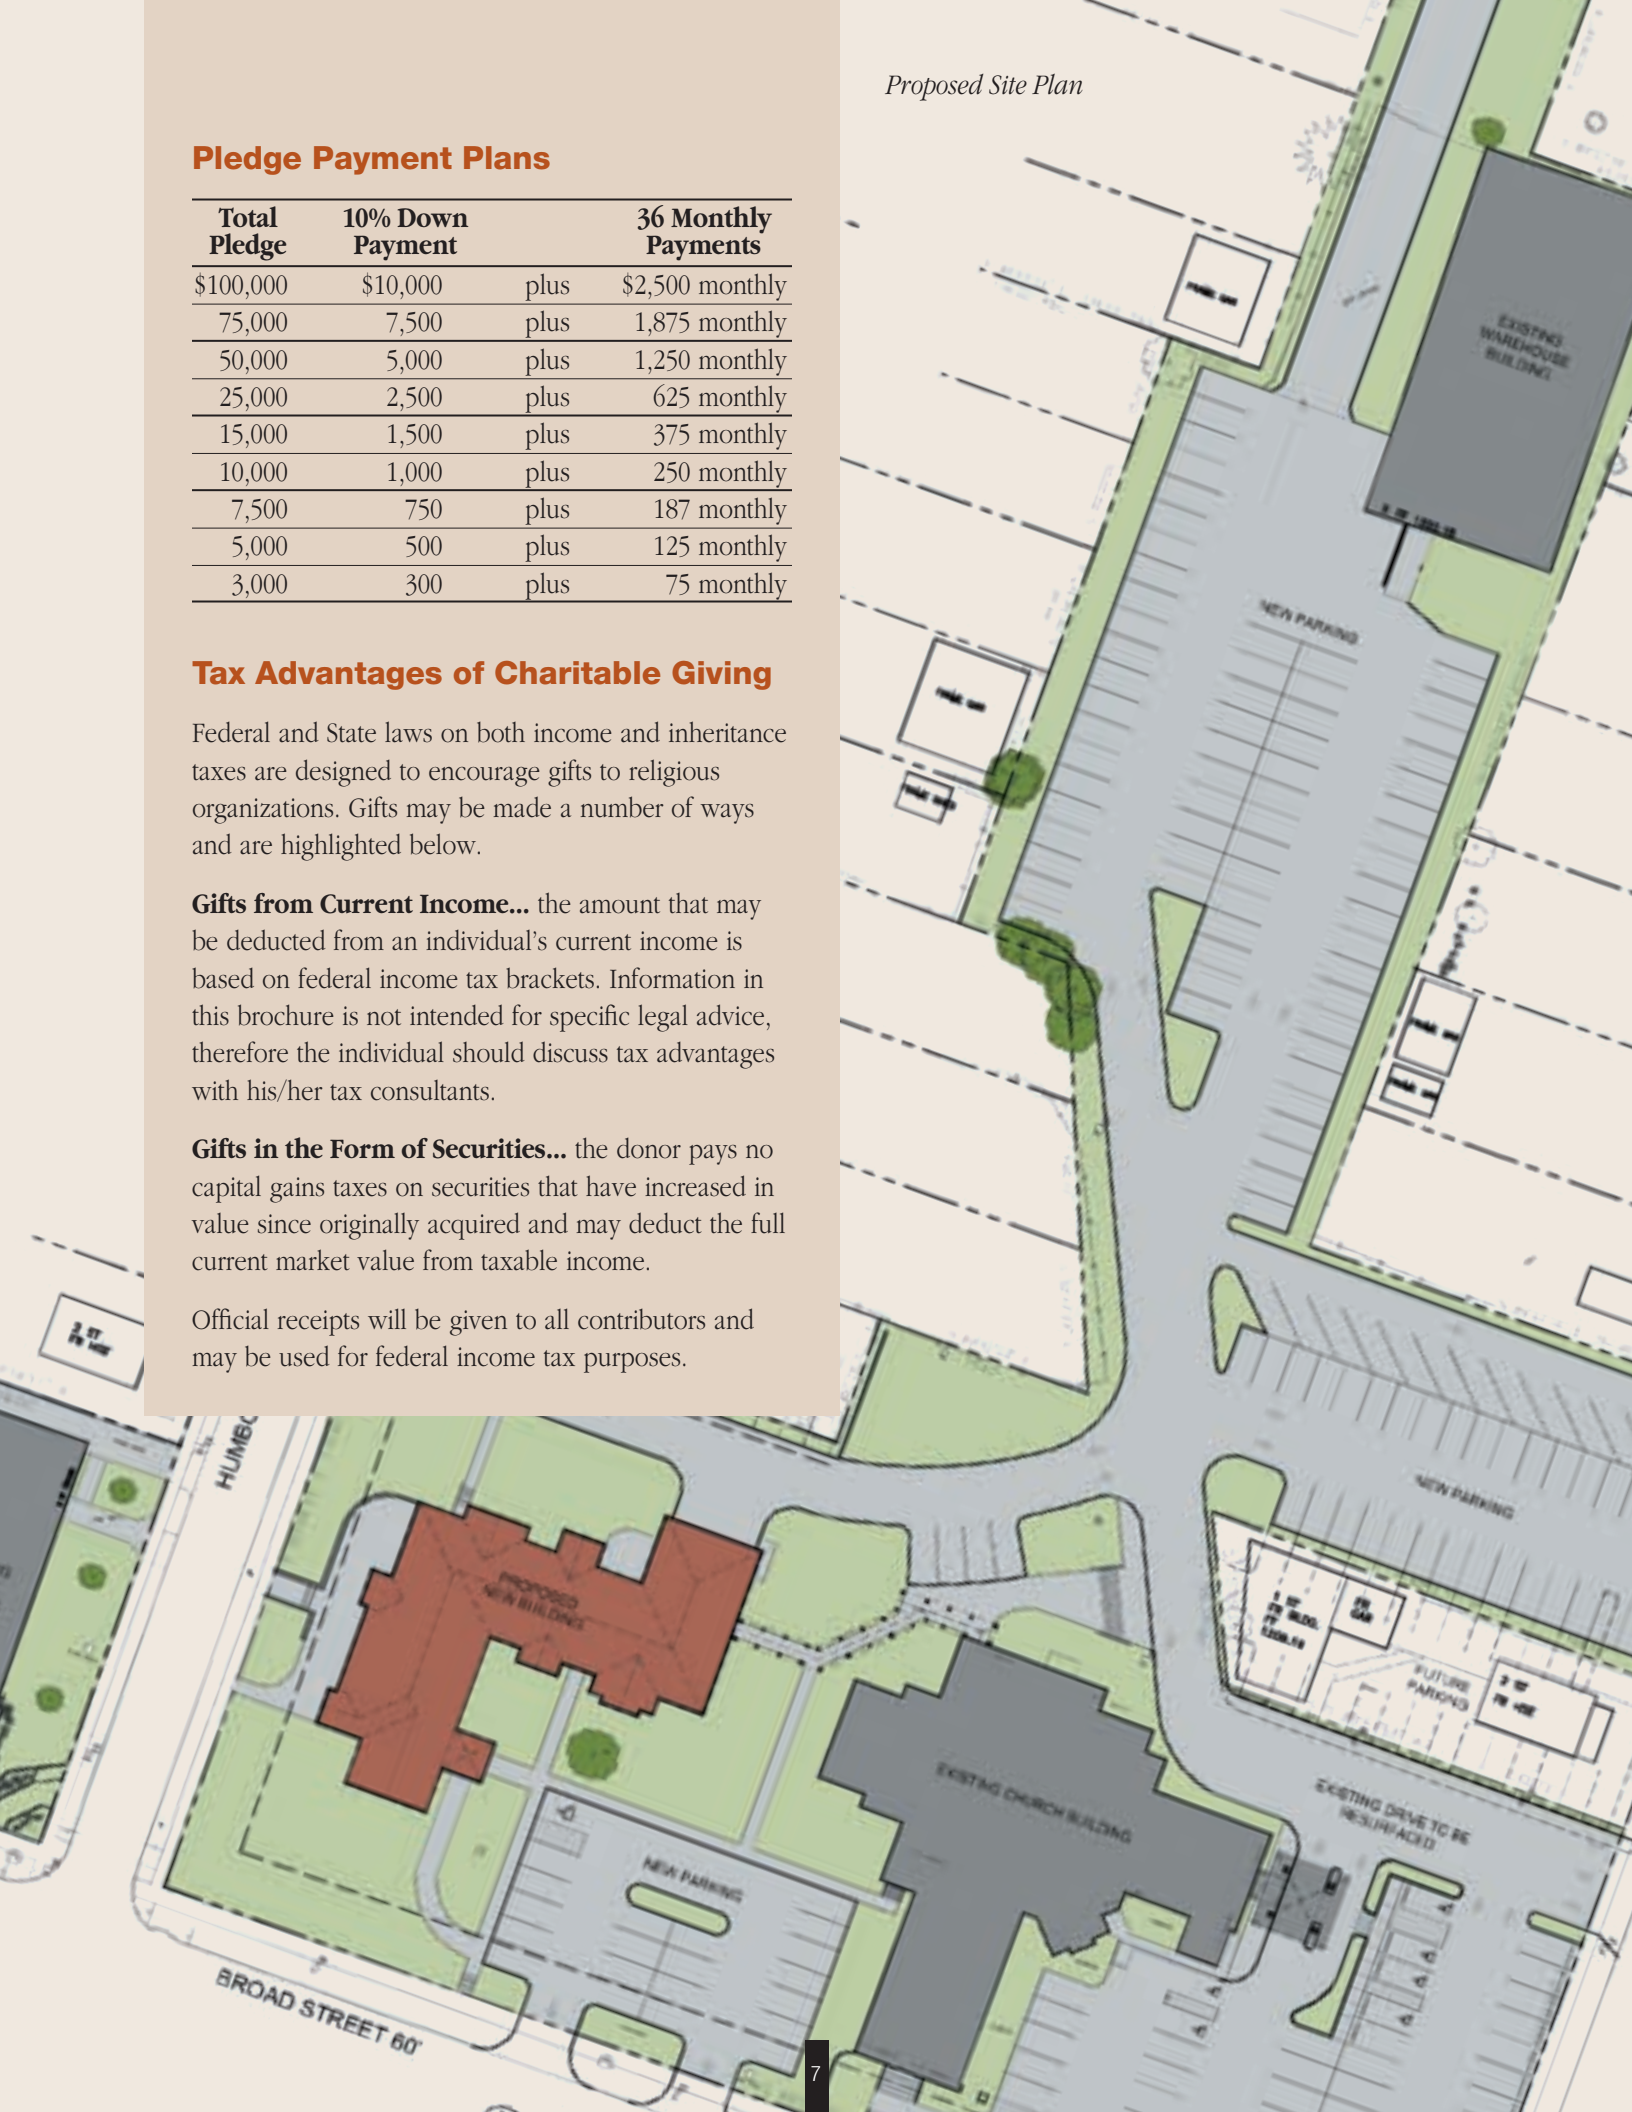 Proposed Site Plan
Pledge Payment Plans
Total Pledge 10% Down Payment 36 Monthly Payments
$100,000 $10,000 plus $2,500 monthly
75,000 7,500 plus 1,875 monthly
50,000 5,000 plus 1,250 monthly
25,000 2,500 plus 625 monthly
15,000 1,500 plus 375 monthly
10,000 1,000 plus 250 monthly
7,500 750 plus 187 monthly
5,000 500 plus 125 monthly
3,000 300 plus 75 monthly
Tax Advantages of Charitable Giving
Federal and State laws on both income and inheritance
taxes are designed to encourage gifts to religious
organizations. Gifts may be made a number of ways
and are highlighted below.
Gifts from Current Income... the amount that may
be deducted from an individual’s current income is
based on federal income tax brackets. Information in
this brochure is not intended for specific legal advice,
therefore the individual should discuss tax advantages
with his/her tax consultants.
Gifts in the Form of Securities... the donor pays no
capital gains taxes on securities that have increased in
value since originally acquired and may deduct the full
current market value from taxable income.
Official receipts will be given to all contributors and
may be used for federal income tax purposes.
EXISTING
WAREHOUSE
BUILDING
NEW PARKING
NEW PARKING
PROPOSED
NEW BUILDING
FUTURE
PARKING
EXISTING CHURCH BUILDING
EXISTING DRIVE TO BE
RESURFACED
NEW PARKING
BROAD STREET 60'
7